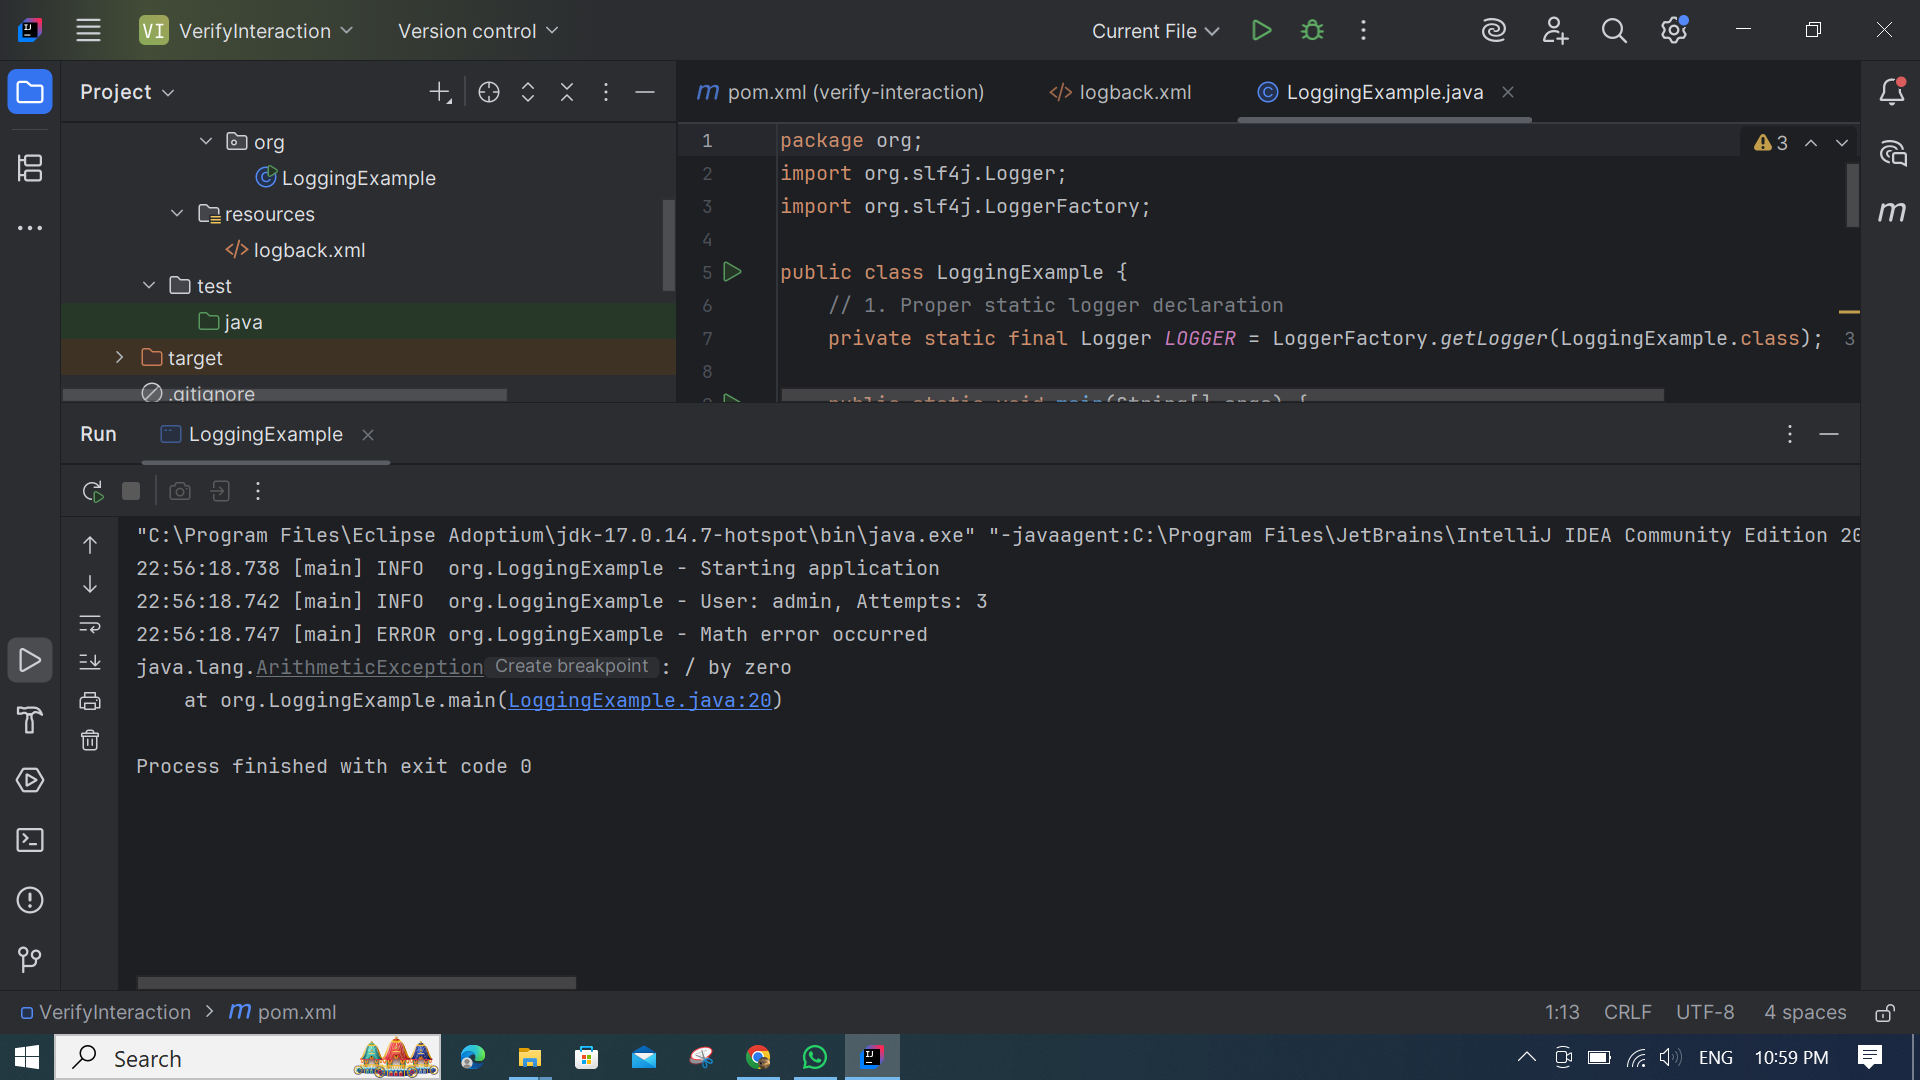 VI VerifyInteraction Version control Current File
Project
pom.xml (verify-interaction) logback.xml LoggingExample.java
org
LoggingExample
resources
logback.xml
test
java
target
.gitignore
1 package org;
2 import org.slf4j.Logger;
3 import org.slf4j.LoggerFactory;
4
5 public class LoggingExample {
6 // 1. Proper static logger declaration
7 private static final Logger LOGGER = LoggerFactory.getLogger(LoggingExample.class); 3
8
9 public static void main(String[] args) {
3
Run LoggingExample
"C:\Program Files\Eclipse Adoptium\jdk-17.0.14.7-hotspot\bin\java.exe" "-javaagent:C:\Program Files\JetBrains\IntelliJ IDEA Community Edition 20
22:56:18.738 [main] INFO  org.LoggingExample - Starting application
22:56:18.742 [main] INFO  org.LoggingExample - User: admin, Attempts: 3
22:56:18.747 [main] ERROR org.LoggingExample - Math error occurred
java.lang.ArithmeticException Create breakpoint : / by zero
at org.LoggingExample.main(LoggingExample.java:20)
Process finished with exit code 0
VerifyInteraction > m pom.xml 1:13 CRLF UTF-8 4 spaces
Search ENG 10:59 PM